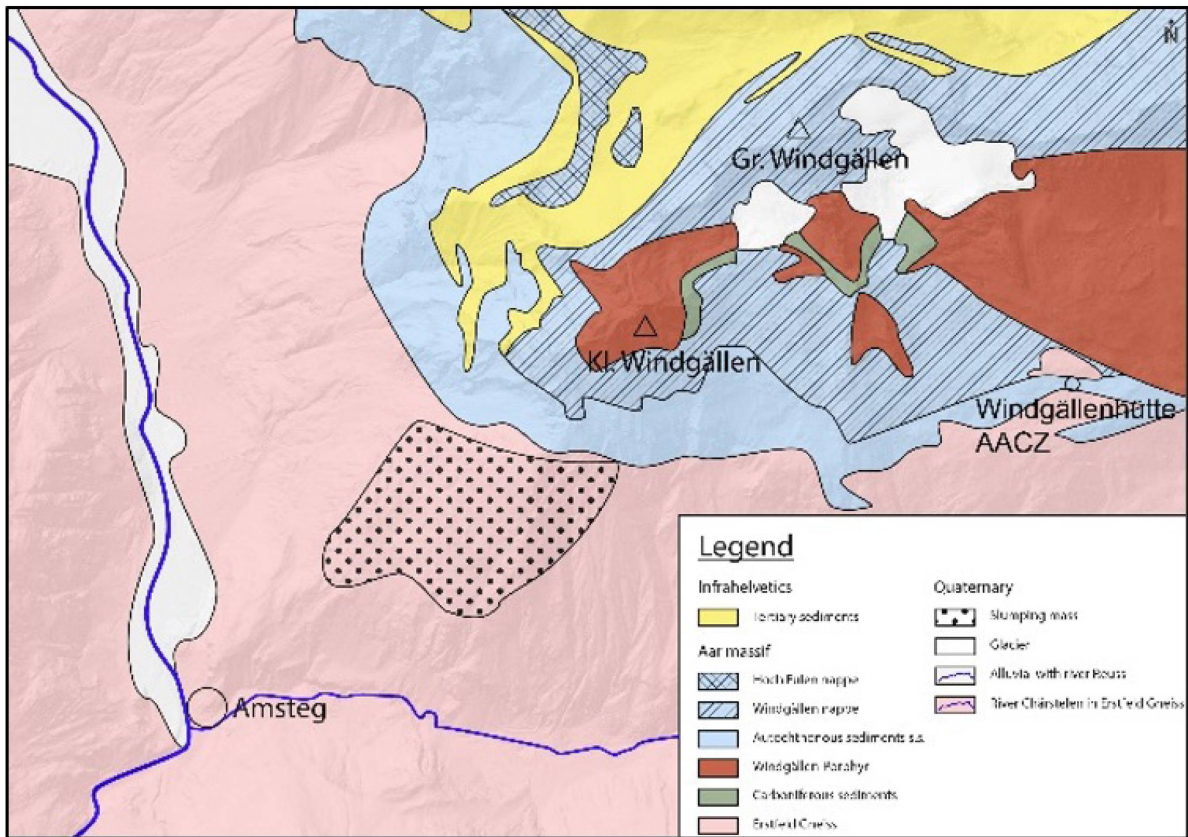 N
Gr. Windgällen
Kl. Windgällen
Windgällenhütte
AACZ
Amsteg
Legend
Infrahelvetics
Tertiary sediments
Aar massif
Hoch Fulen nappe
Windgällen nappe
Autochthonous sediments s.s.
Windgällen Porphyr
Carboniferous sediments
Erstfeld Gneiss
Quaternary
Slumping mass
Glacier
Alluvial with river Reuss
River Chärstelen in Erstfeld Gneiss